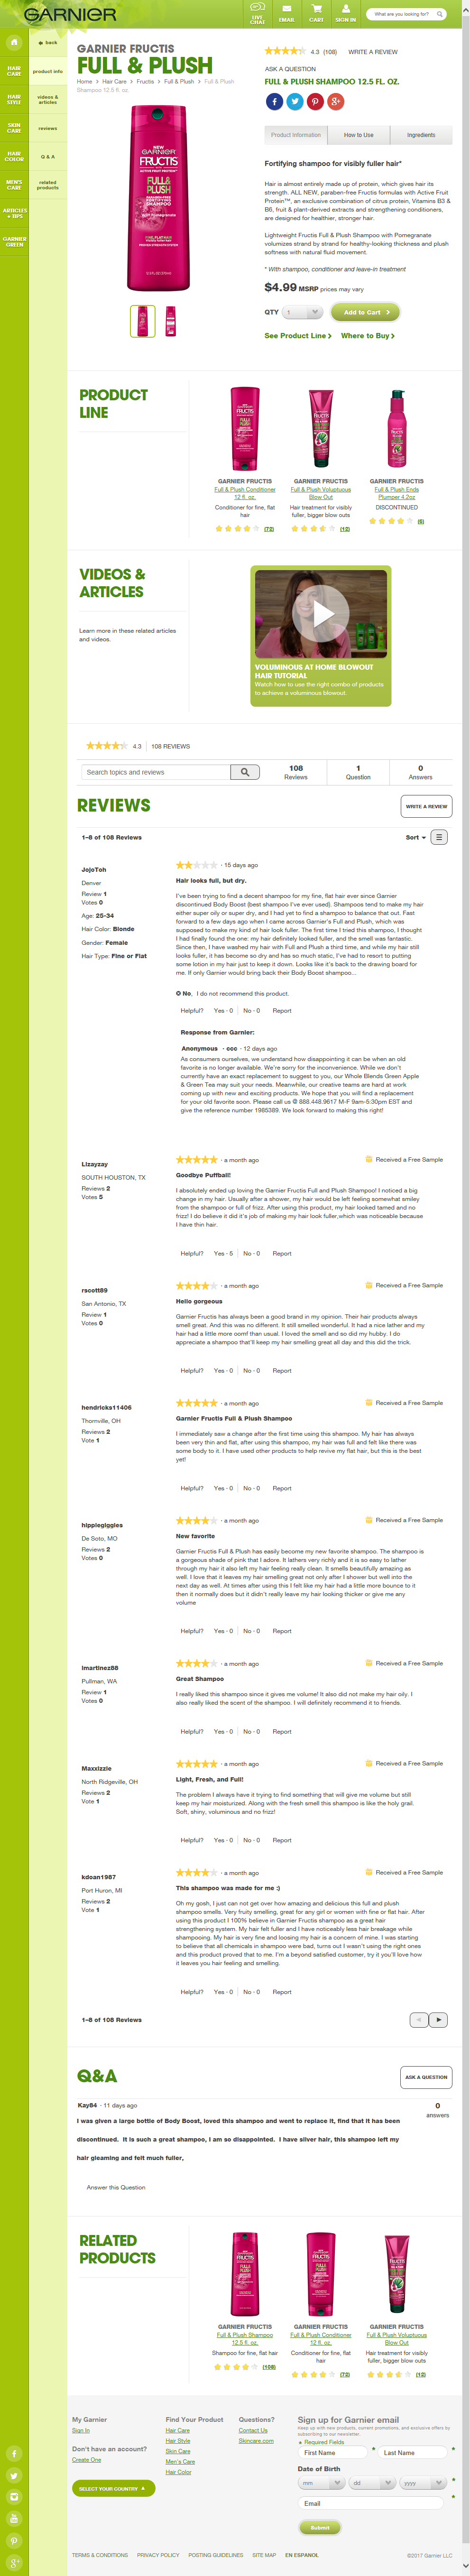 GARNIER
LIVE
CHAT
EMAIL
CART
SIGN IN
What are you looking for?
back
HAIR
CARE
product info
HAIR
STYLE
videos &
articles
SKIN
CARE
reviews
HAIR
COLOR
Q & A
MEN'S
CARE
related
products
ARTICLES
+ TIPS
GARNIER
GREEN
GARNIER FRUCTIS
FULL & PLUSH
Home > Hair Care > Fructis > Full & Plush > Full & Plush
Shampoo 12.5 fl. oz.
4.3 (108) WRITE A REVIEW
ASK A QUESTION
FULL & PLUSH SHAMPOO 12.5 FL. OZ.
Product Information
How to Use
Ingredients
Fortifying shampoo for visibly fuller hair*
Hair is almost entirely made up of protein, which gives hair its
strength. ALL NEW, paraben-free Fructis formulas with Active Fruit
Protein™, an exclusive combination of citrus protein, Vitamins B3 &
B6, fruit & plant-derived extracts and strengthening conditioners,
are designed for healthier, stronger hair.
Lightweight Fructis Full & Plush Shampoo with Pomegranate
volumizes strand by strand for healthy-looking thickness and plush
softness with natural fluid movement.
* With shampoo, conditioner and leave-in treatment
$4.99 MSRP prices may vary
QTY 1 Add to Cart >
See Product Line > Where to Buy >
PRODUCT
LINE
GARNIER FRUCTIS
Full & Plush Conditioner
12 fl. oz.
Conditioner for fine, flat
hair
(72)
GARNIER FRUCTIS
Full & Plush Voluptuous
Blow Out
Hair treatment for visibly
fuller, bigger blow outs
(12)
GARNIER FRUCTIS
Full & Plush Ends
Plumper 4.2oz
DISCONTINUED
(6)
VIDEOS &
ARTICLES
Learn more in these related articles
and videos.
VOLUMINOUS AT HOME BLOWOUT
HAIR TUTORIAL
Watch how to use the right combo of products
to achieve a voluminous blowout.
4.3 108 REVIEWS
Search topics and reviews
108
Reviews
1
Question
0
Answers
REVIEWS
WRITE A REVIEW
1–8 of 108 Reviews
Sort
JojoToh
Denver
Review 1
Votes 0
Age: 25-34
Hair Color: Blonde
Gender: Female
Hair Type: Fine or Flat
· 15 days ago
Hair looks full, but dry.
I've been trying to find a decent shampoo for my fine, flat hair ever since Garnier
discontinued Body Boost (best shampoo I've ever used). Shampoos tend to make my hair
either super oily or super dry, and I had yet to find a shampoo to balance that out. Fast
forward to a few days ago when I came across Garnier's Full and Plush, which was
supposed to make my kind of hair look fuller. The first time I tried this shampoo, I thought
I had finally found the one: my hair definitely looked fuller, and the smell was fantastic.
Since then, I have washed my hair with Full and Plush a third time, and while my hair still
looks fuller, it has become so dry and has no structure/style. I have had to resort to putting
some lotion in my hair just to keep it down. Looks like it's back to the drawing board for
me. If only Garnier would bring back their Body Boost shampoo...
No, I do not recommend this product.
Helpful? Yes · 0 No · 0 Report
Response from Garnier:
Anonymous · ccc · 12 days ago
As consumers ourselves, we understand how disappointing it can be when an old
favorite is no longer available. We're sorry for the inconvenience. While we don't
currently have an exact replacement to suggest to you, our Whole Blends Green Apple
& Green Tea may suit your needs. Meanwhile, our creative teams are hard at work
coming up with new and exciting products. We hope that you will find a replacement
for your old favorite soon. Please call us @ 888.448.9617 M-F 9am-5:30pm EST and
give the reference number 1985389. We look forward to making this right!
Lizayzay
SOUTH HOUSTON, TX
Reviews 2
Votes 5
· a month ago
Received a Free Sample
Goodbye Puffball!
I absolutely ended up loving the Garnier Fructis Full and Plush Shampoo! I noticed a big
change in my hair. Usually after a shower, my hair would be left feeling somewhat smiley
from the shampoo or full of frizz. After using this product, my hair looked tamed and no
frizz! I do believe it did it's job of making my hair look fuller,which was noticeable because
I have thin hair.
Helpful? Yes · 5 No · 0 Report
rscott89
San Antonio, TX
Review 1
Votes 0
· a month ago
Received a Free Sample
Hello gorgeous
Garnier Fructis has always been a good brand in my opinion. Their hair products always
smell great. And this was no different. It still smelled wonderful. It had a nice lather and my
hair had a little more oomf than usual. I loved the smell and so did my hubby. I do
appreciate a shampoo that'll keep my hair smelling great all day and this did the trick.
Helpful? Yes · 0 No · 0 Report
hendricks11406
Thornville, OH
Reviews 2
Vote 1
· a month ago
Received a Free Sample
Garnier Fructis Full & Plush Shampoo
I immediately saw a change after the first time using this shampoo. My hair has always
been very thin and flat, after using this shampoo; my hair was full and felt like there was
some body to it. I have used other products to help revive my flat hair, but this is the best
yet!
Helpful? Yes · 0 No · 0 Report
hippiegiggles
De Soto, MO
Reviews 2
Votes 0
· a month ago
Received a Free Sample
New favorite
Garnier Fructis Full & Plush has easily become my new favorite shampoo. The shampoo is
a gorgeous shade of pink that I adore. It lathers very richly and it is so easy to lather
through my hair it also left my hair feeling really clean. It smells beautifully amazing as
well. I love that it leaves my hair smelling great not only after I shower but well into the
next day as well. At times after using this I felt like my hair had a little more bounce to it
then it normally does but it didn't really leave my hair looking thicker or give me any
volume
Helpful? Yes · 0 No · 0 Report
lmartinez88
Pullman, WA
Review 1
Votes 0
· a month ago
Received a Free Sample
Great Shampoo
I really liked this shampoo since it gives me volume! It also did not make my hair oily. I
also really liked the scent of the shampoo. I will definitely recommend it to friends.
Helpful? Yes · 0 No · 0 Report
Maxxizzie
North Ridgeville, OH
Reviews 2
Vote 1
· a month ago
Received a Free Sample
Light, Fresh, and Full!
The problem I always have it trying to find something that will give me volume but still
keep my hair moisturized. Along with the fresh smell this shampoo is like the holy grail.
Soft, shiny, voluminous and no frizz!
Helpful? Yes · 0 No · 0 Report
kdoan1987
Port Huron, MI
Reviews 2
Vote 1
· a month ago
Received a Free Sample
This shampoo was made for me :)
Oh my gosh, I just can not get over how amazing and delicuous this full and plush
shampoo smells. Very fruity smelling, great for any girl or women with fine or flat hair. After
using this product I 100% believe in Garnier Fructis shampoo as a great hair
strengthening system. My hair felt fuller and I have noticeably less hair breakage while
shampooing. My hair is very fine and loosing my hair is a concern of mine. I was starting
to believe that all chemicals in shampoo were bad, turns out I wasn't using the right ones
and this product proved that to me. I'm a beyond satisfied customer, try it you'll love how
it leaves you hair feeling and smelling.
Helpful? Yes · 0 No · 0 Report
1–8 of 108 Reviews
Q&A
ASK A QUESTION
Kay84 · 11 days ago
0
answers
I was given a large bottle of Body Boost, loved this shampoo and went to replace it, find that it has been
discontinued. It is such a great shampoo, I am so disappointed. I have silver hair, this shampoo left my
hair gleaming and felt much fuller,
Answer this Question
RELATED
PRODUCTS
GARNIER FRUCTIS
Full & Plush Shampoo
12.5 fl. oz.
Shampoo for fine, flat hair
(108)
GARNIER FRUCTIS
Full & Plush Conditioner
12 fl. oz.
Conditioner for fine, flat
hair
(72)
GARNIER FRUCTIS
Full & Plush Voluptuous
Blow Out
Hair treatment for visibly
fuller, bigger blow outs
(12)
My Garnier
Sign In
Don't have an account?
Create One
SELECT YOUR COUNTRY
Find Your Product
Hair Care
Hair Style
Skin Care
Men's Care
Hair Color
Questions?
Contact Us
Skincare.com
Sign up for Garnier email
Keep up with new products, current promotions, and exclusive offers by
subscribing to our newsletter.
Required Fields
First Name * Last Name *
Date of Birth
mm dd yyyy *
Email *
Submit
TERMS & CONDITIONS PRIVACY POLICY POSTING GUIDELINES SITE MAP EN ESPANOL
©2017 Garnier LLC